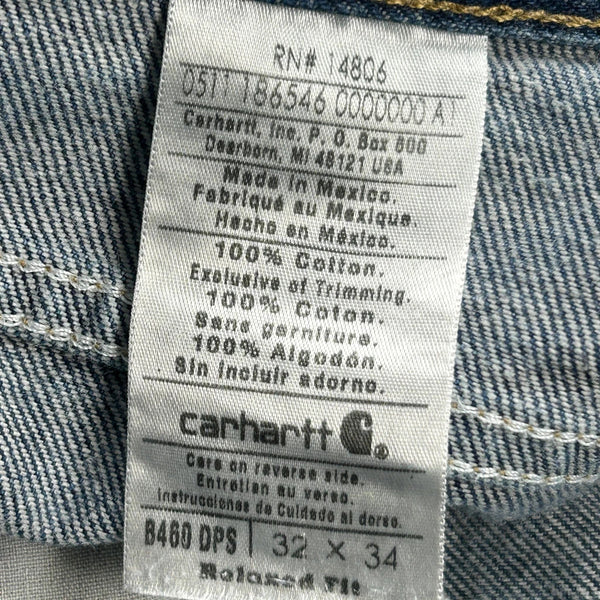 RN# 14806
0511 186546 0000000 A1
Carhartt, Inc. P. O. Box 600
Dearborn, MI 48121 USA
Made in Mexico.
Fabriqué au Mexique.
Hecho en México.
100% Cotton.
Exclusive of Trimming.
100% Coton.
Sans garniture.
100% Algodón.
Sin incluir adorno.
carhartt ®
Care on reverse side.
Entretien au verso.
Instrucciones de Cuidado al dorso.
B460 DPS | 32 X 34
Relaxed Fit